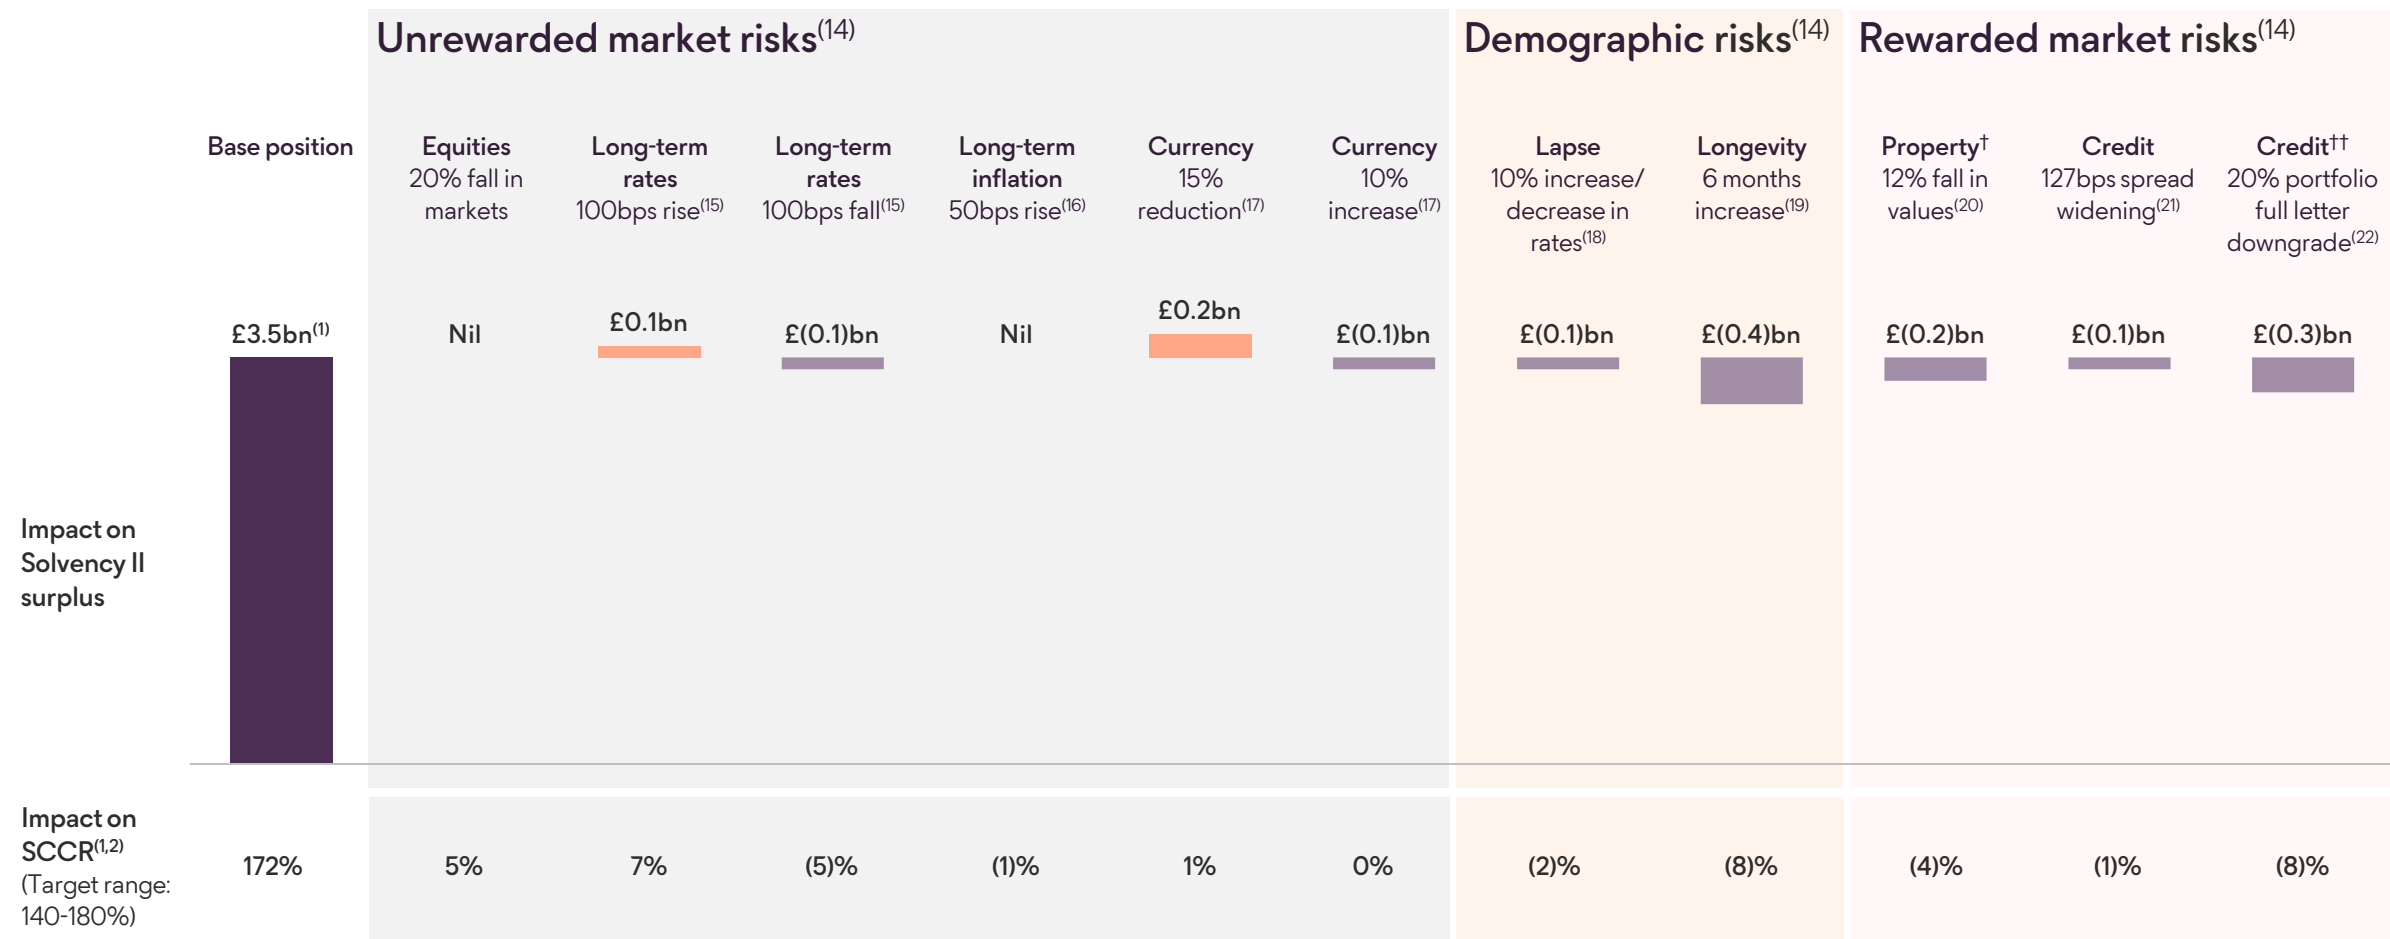 Unrewarded market risks(14)
Demographic risks(14)
Rewarded market risks(14)
Base position
Equities
20% fall in
markets
Long-term
rates
100bps rise(15)
Long-term
rates
100bps fall(15)
Long-term
inflation
50bps rise(16)
Currency
15%
reduction(17)
Currency
10%
increase(17)
Lapse
10% increase/
decrease in
rates(18)
Longevity
6 months
increase(19)
Property†
12% fall in
values(20)
Credit
127bps spread
widening(21)
Credit††
20% portfolio
full letter
downgrade(22)
Impact on
Solvency II
surplus
£3.5bn(1)
Nil
£0.1bn
£(0.1)bn
Nil
£0.2bn
£(0.1)bn
£(0.1)bn
£(0.4)bn
£(0.2)bn
£(0.1)bn
£(0.3)bn
Impact on
SCCR(1,2)
(Target range:
140-180%)
172%
5%
7%
(5)%
(1)%
1%
0%
(2)%
(8)%
(4)%
(1)%
(8)%